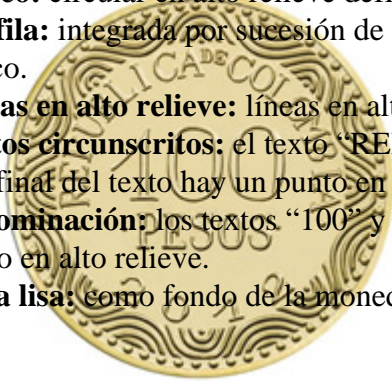 co: circular en alto relieve
fila: integrada por sucesión de
co.
as en alto relieve: líneas en alt
tos circunscritos: el texto “RE
final del texto hay un punto en
ominación: los textos “100” y
o en alto relieve.
a lisa: como fondo de la moned
REPUBLICA DE COLOMBIA
100
PESOS